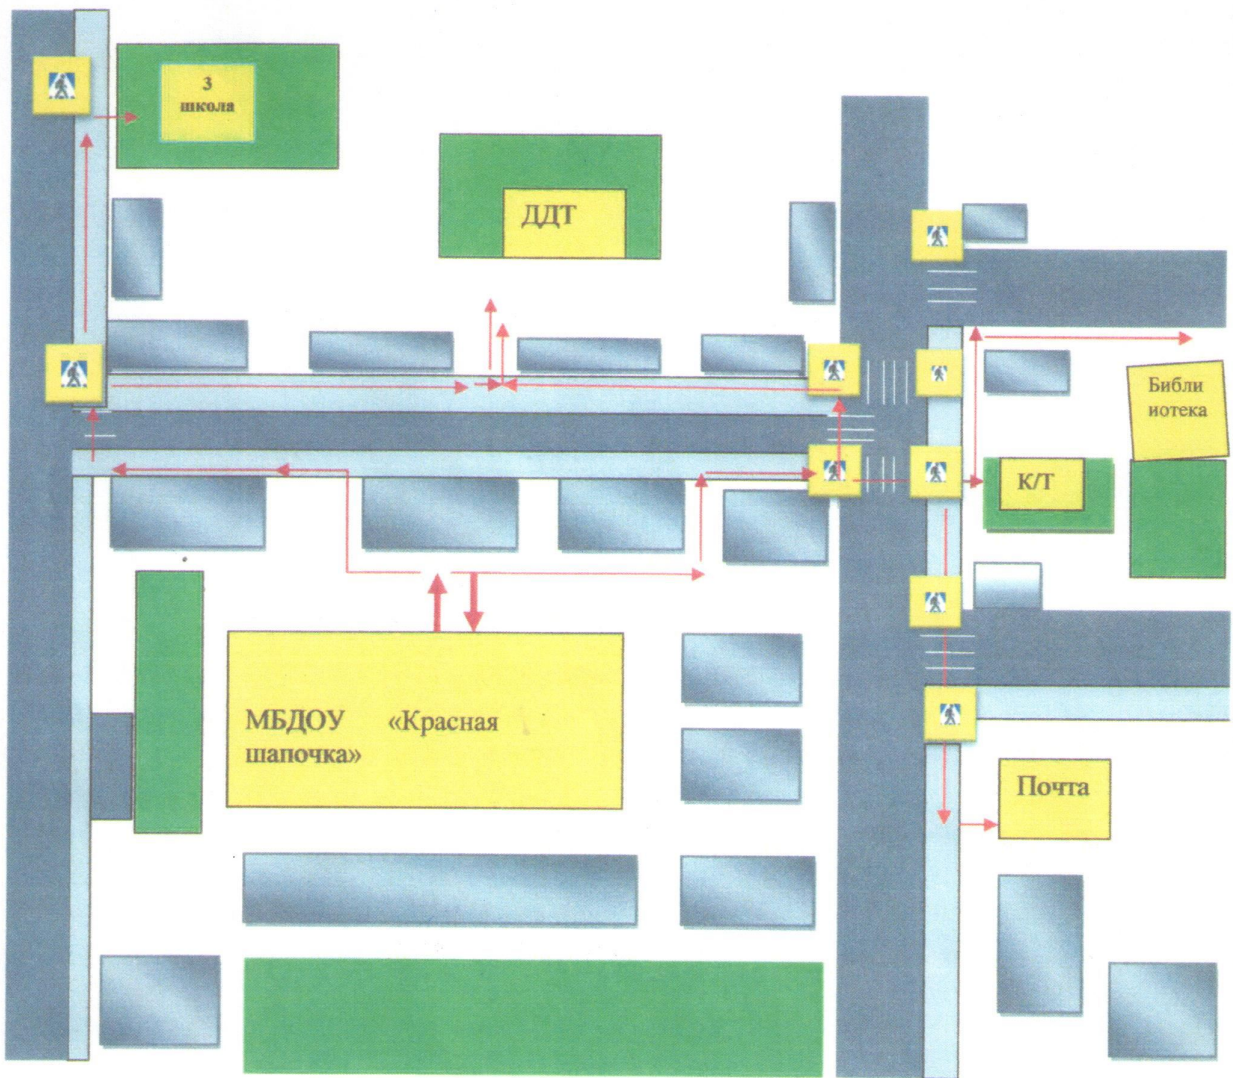 3
школа
ДДТ
Библи
иотека
К/Т
МБДОУ «Красная
шапочка»
Почта